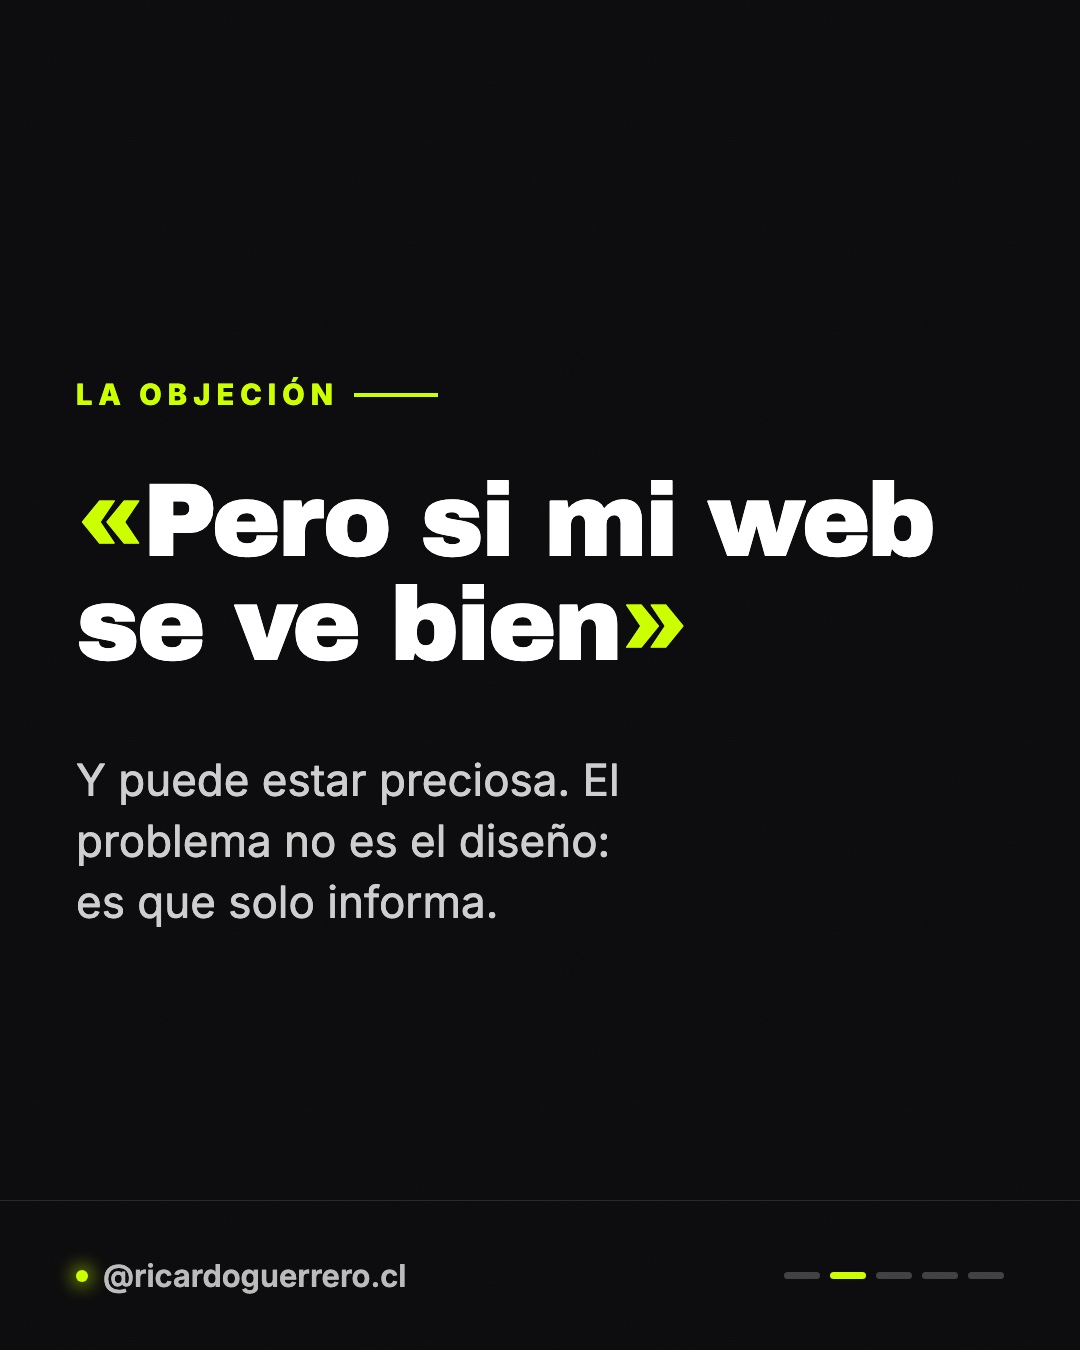 LA OBJECIÓN
«Pero si mi web
se ve bien»
Y puede estar preciosa. El
problema no es el diseño:
es que solo informa.
@ricardoguerrero.cl